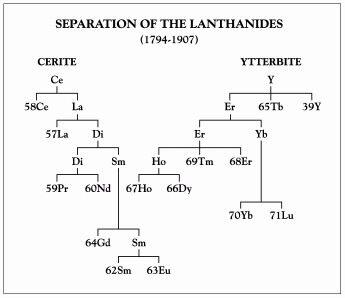 SEPARATION OF THE LANTHANIDES
(1794-1907)
CERITE YTTERBITE
Ce Y
58Ce La Er 65Tb 39Y
57La Di Er Yb
Di Sm Ho 69Tm 68Er
59Pr 60Nd 67Ho 66Dy
70Yb 71Lu
64Gd Sm
62Sm 63Eu